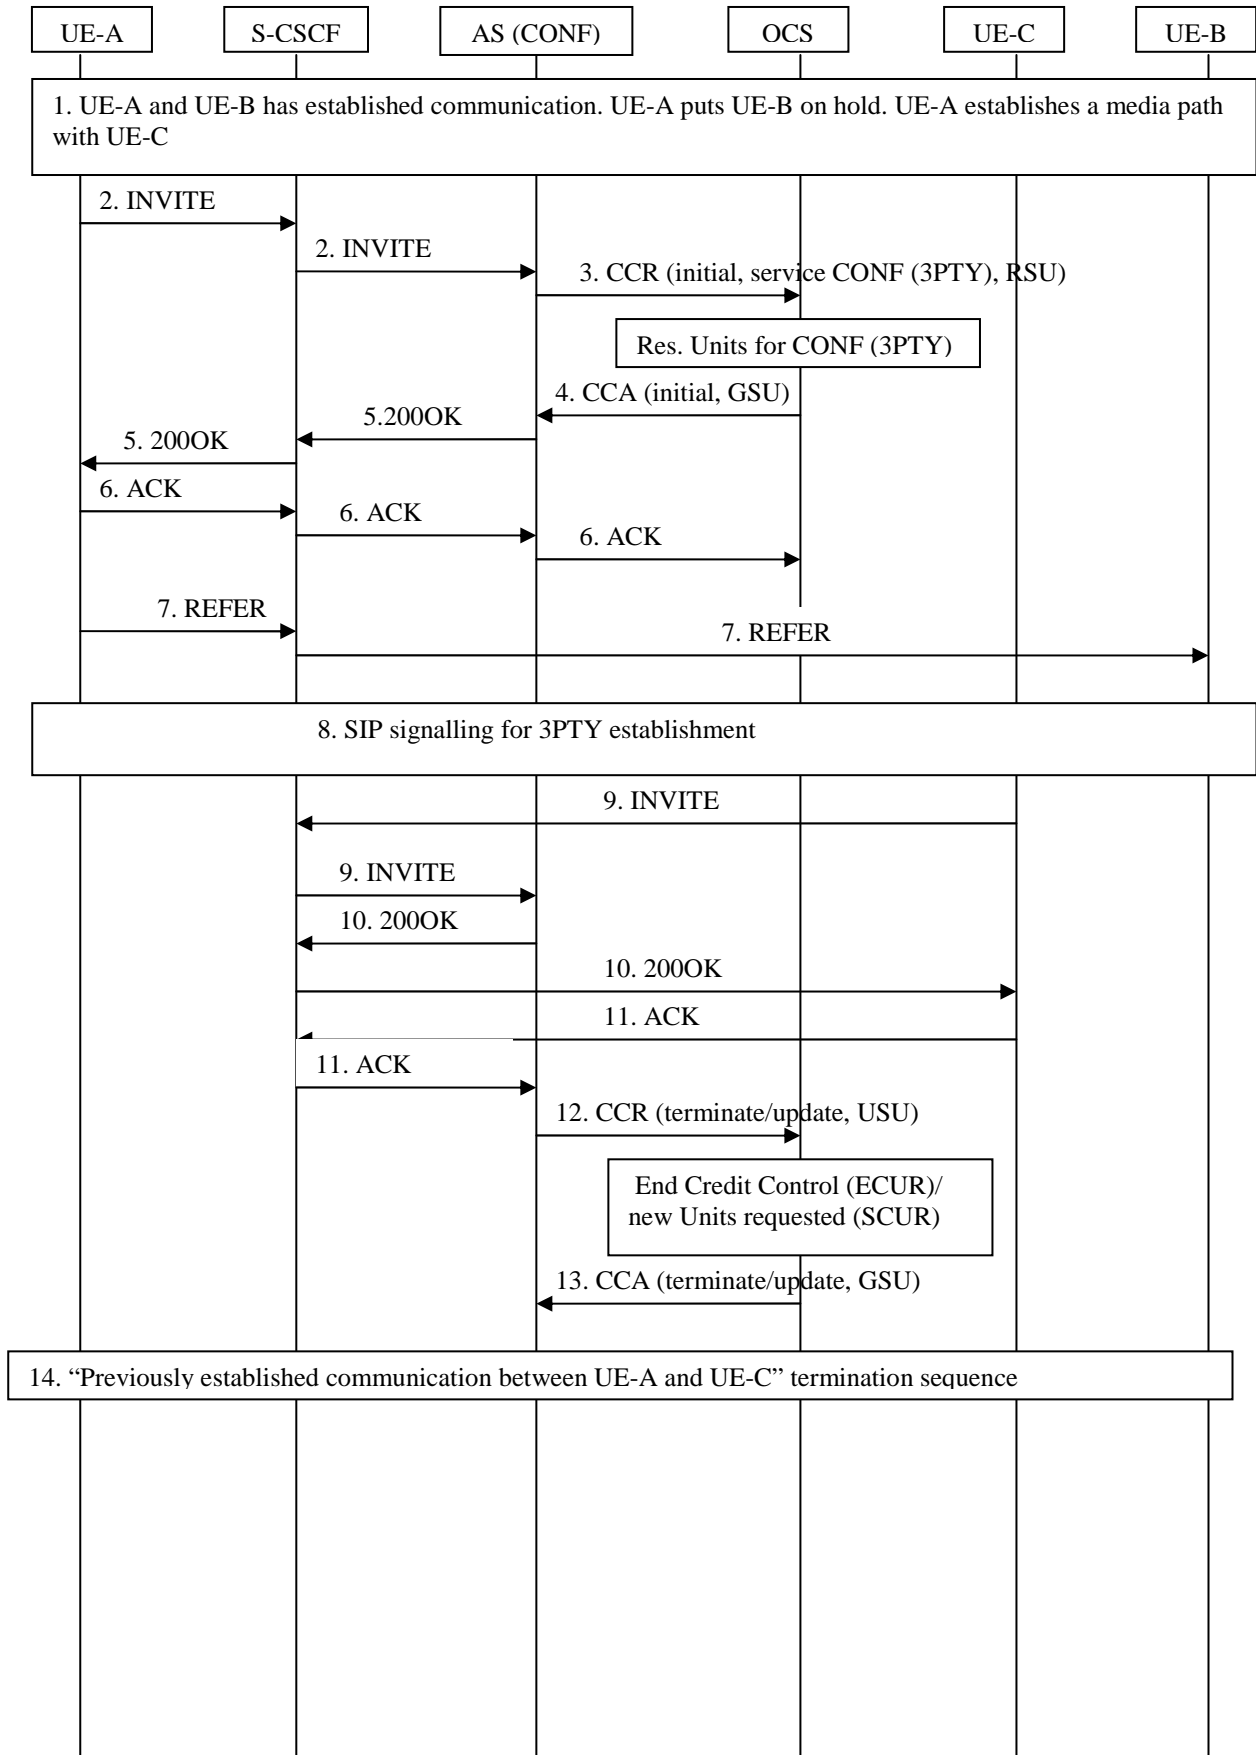 UE-A
S-CSCF
AS (CONF)
OCS
UE-C
UE-B
1. UE-A and UE-B has established communication. UE-A puts UE-B on hold. UE-A establishes a media path
with UE-C
2. INVITE
2. INVITE
3. CCR (initial, service CONF (3PTY), RSU)
Res. Units for CONF (3PTY)
4. CCA (initial, GSU)
5.200OK
5. 200OK
6. ACK
6. ACK
6. ACK
7. REFER
7. REFER
8. SIP signalling for 3PTY establishment
9. INVITE
9. INVITE
10. 200OK
10. 200OK
11. ACK
11. ACK
12. CCR (terminate/update, USU)
End Credit Control (ECUR)/
new Units requested (SCUR)
13. CCA (terminate/update, GSU)
14. “Previously established communication between UE-A and UE-C” termination sequence